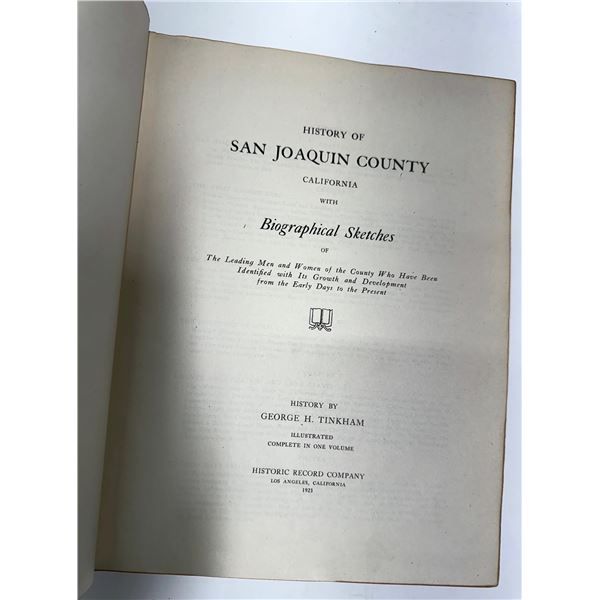 HISTORY OF
SAN JOAQUIN COUNTY
CALIFORNIA
WITH
Biographical Sketches
OF
The Leading Men and Women of the County Who Have Been
Identified with Its Growth and Development
from the Early Days to the Present
HISTORY BY
GEORGE H. TINKHAM
ILLUSTRATED
COMPLETE IN ONE VOLUME
HISTORIC RECORD COMPANY
LOS ANGELES, CALIFORNIA
1923